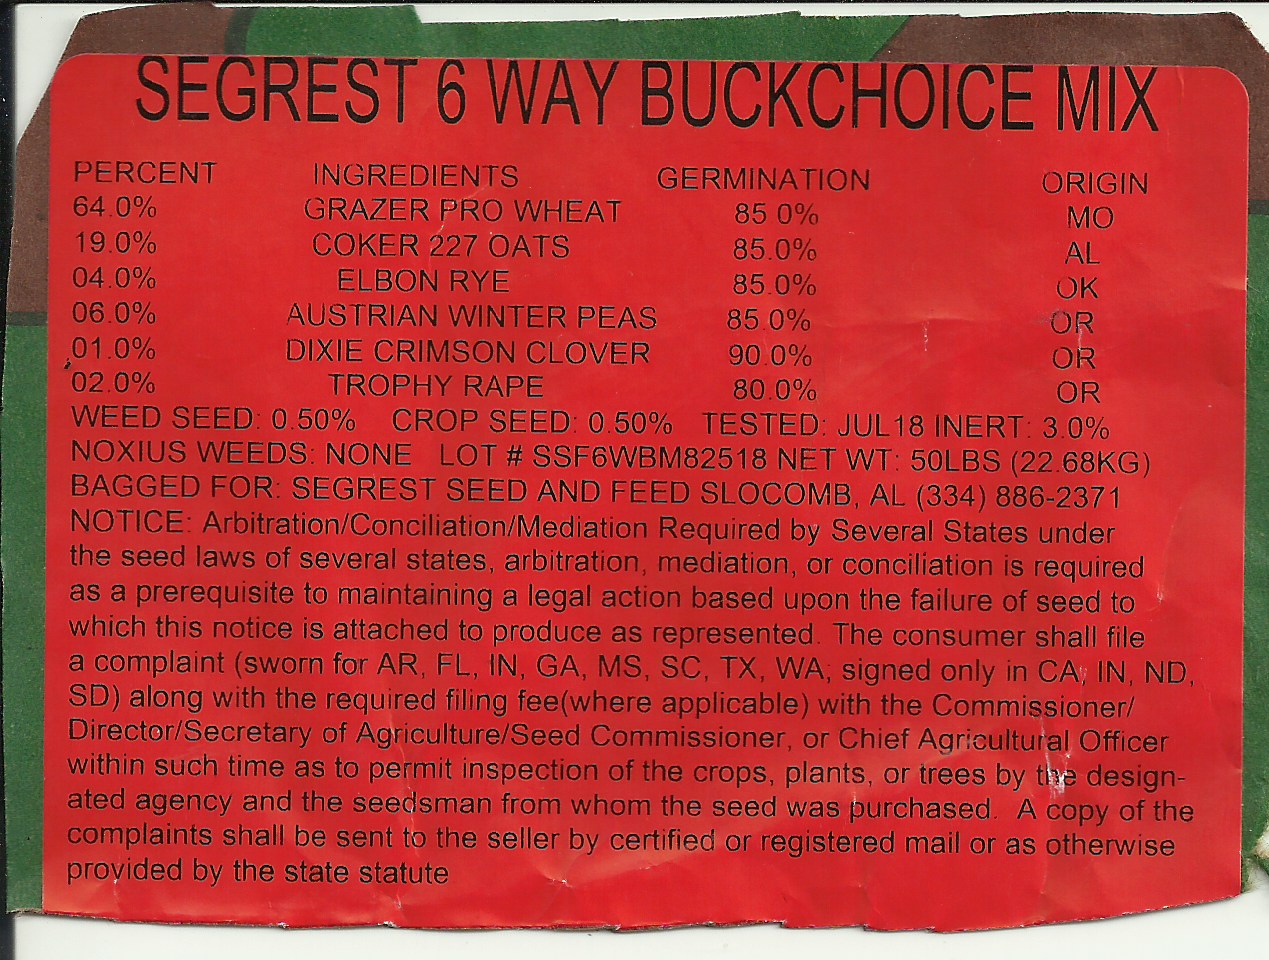 SEGREST 6 WAY BUCKCHOICE MIX
PERCENT INGREDIENTS GERMINATION ORIGIN
64.0% GRAZER PRO WHEAT 85.0% MO
19.0% COKER 227 OATS 85.0% AL
04.0% ELBON RYE 85.0% OK
06.0% AUSTRIAN WINTER PEAS 85.0% OR
01.0% DIXIE CRIMSON CLOVER 90.0% OR
02.0% TROPHY RAPE 80.0% OR
WEED SEED: 0.50% CROP SEED: 0.50% TESTED: JUL18 INERT: 3.0%
NOXIUS WEEDS: NONE LOT # SSF6WBM82518 NET WT: 50LBS (22.68KG)
BAGGED FOR: SEGREST SEED AND FEED SLOCOMB, AL (334) 886-2371
NOTICE: Arbitration/Conciliation/Mediation Required by Several States under
the seed laws of several states, arbitration, mediation, or conciliation is required
as a prerequisite to maintaining a legal action based upon the failure of seed to
which this notice is attached to produce as represented. The consumer shall file
a complaint (sworn for AR, FL, IN, GA, MS, SC, TX, WA; signed only in CA, IN, ND,
SD) along with the required filing fee(where applicable) with the Commissioner/
Director/Secretary of Agriculture/Seed Commissioner, or Chief Agricultural Officer
within such time as to permit inspection of the crops, plants, or trees by the design-
ated agency and the seedsman from whom the seed was purchased. A copy of the
complaints shall be sent to the seller by certified or registered mail or as otherwise
provided by the state statute